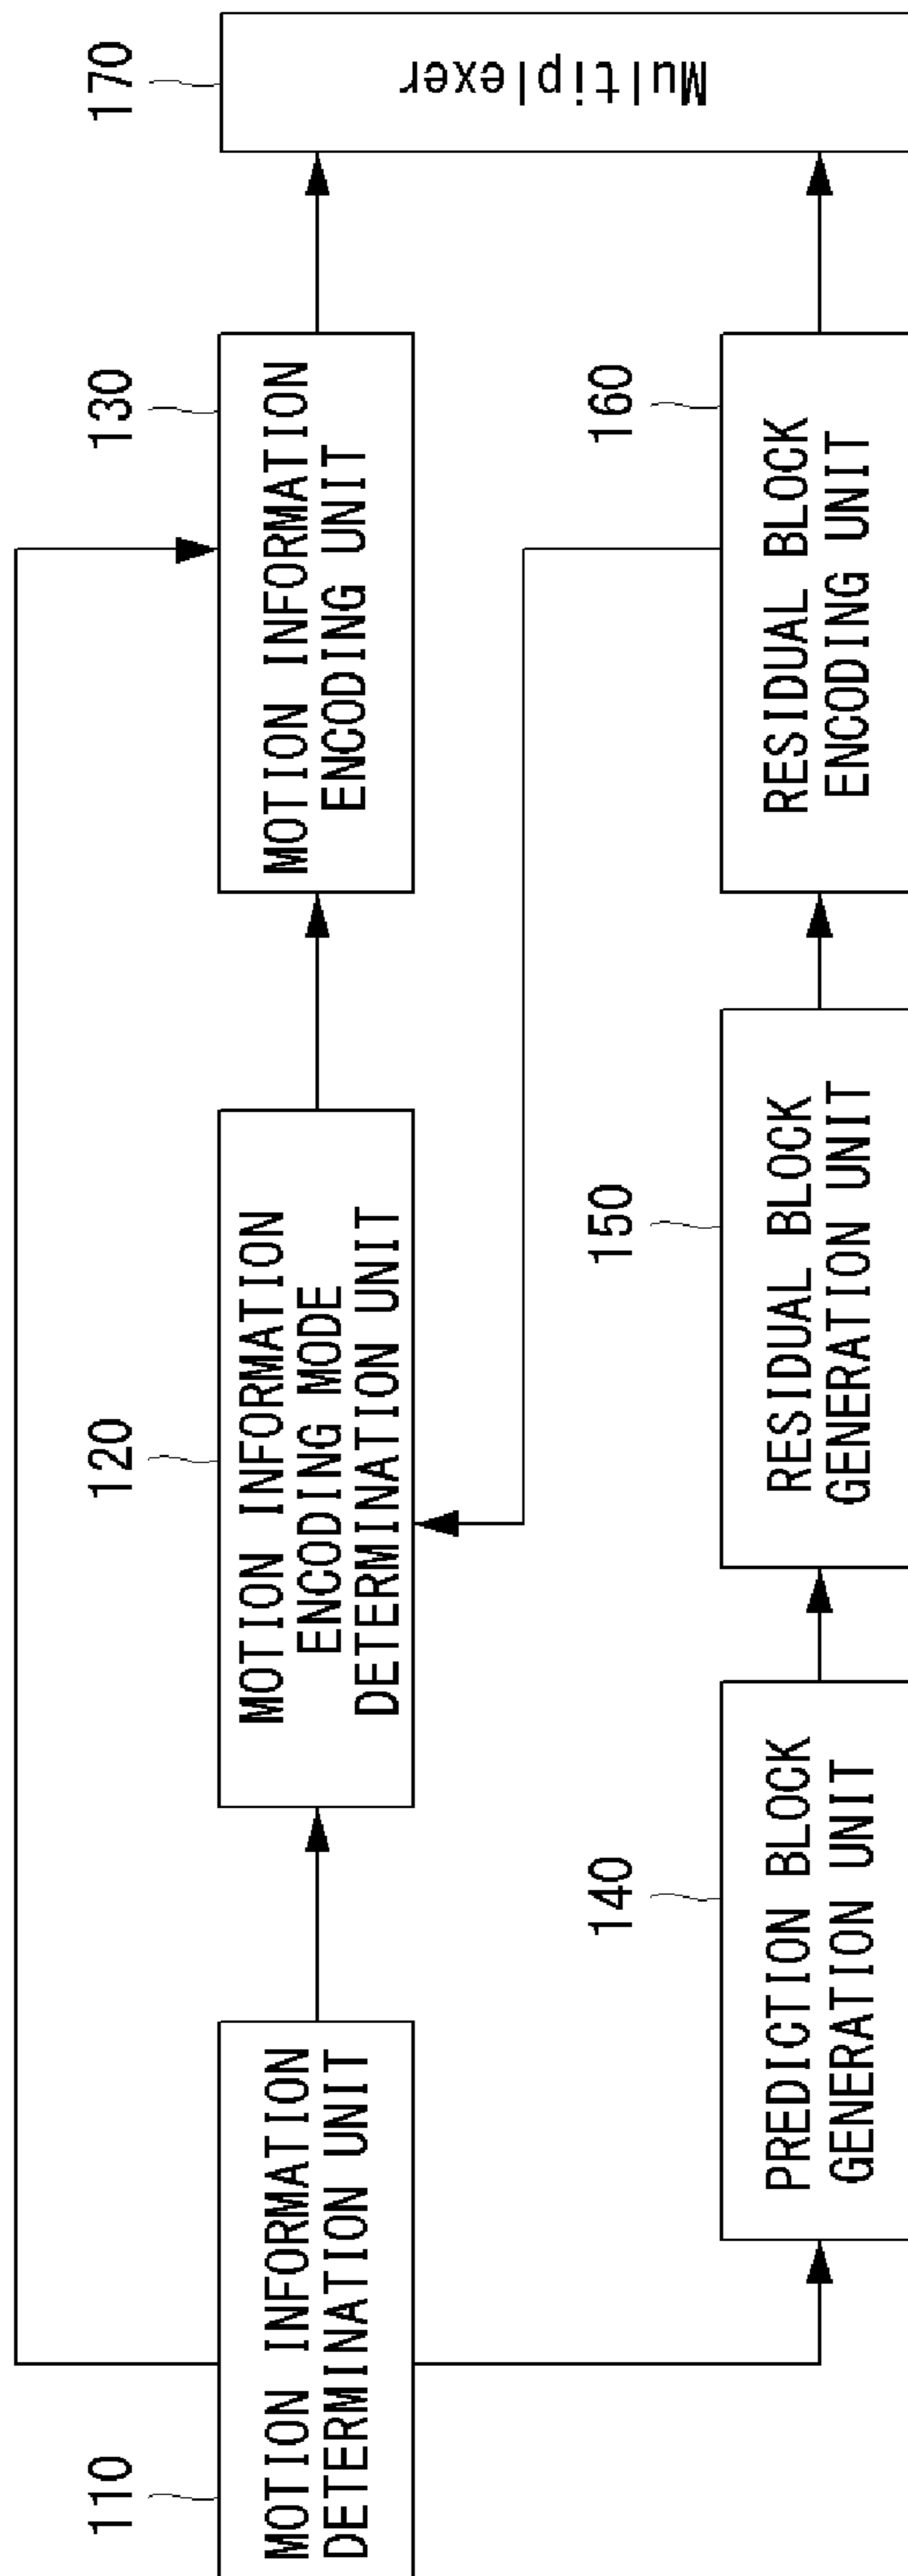 110
MOTION INFORMATION
DETERMINATION UNIT
120
MOTION INFORMATION
ENCODING MODE
DETERMINATION UNIT
130
MOTION INFORMATION
ENCODING UNIT
140
PREDICTION BLOCK
GENERATION UNIT
150
RESIDUAL BLOCK
GENERATION UNIT
160
RESIDUAL BLOCK
ENCODING UNIT
170
Multiplexer